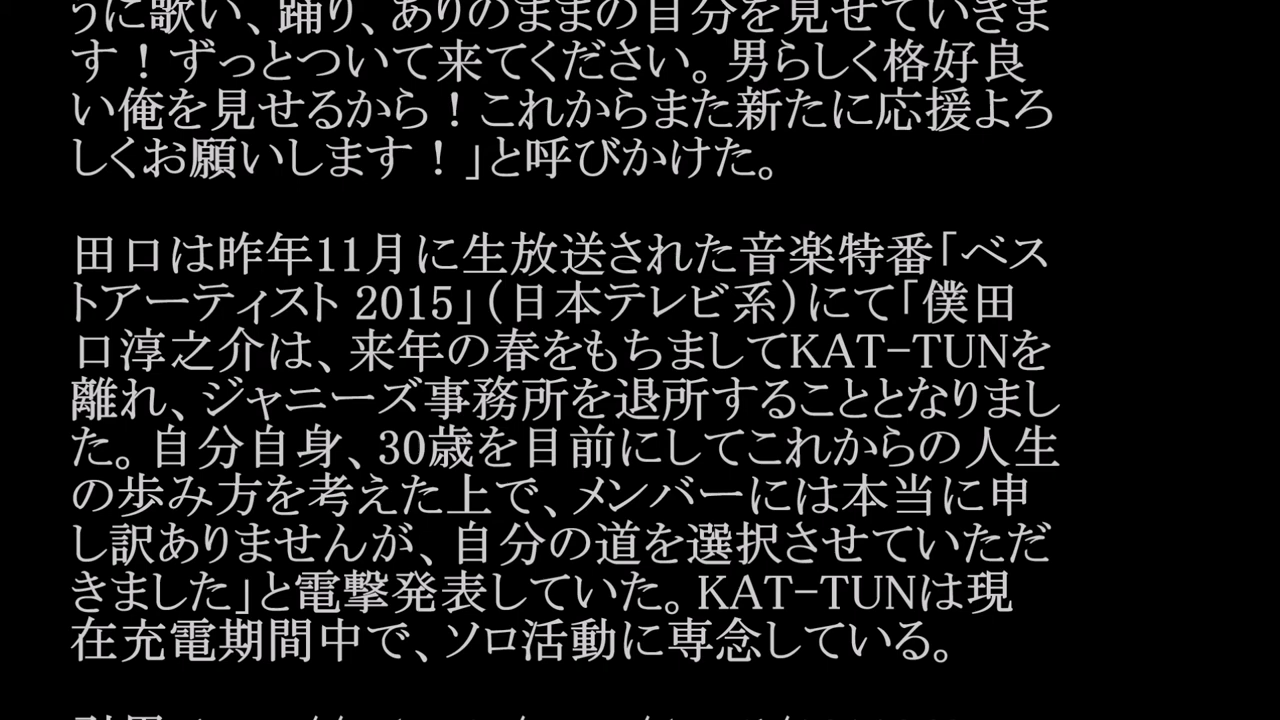 うに歌い、踊り、ありのままの自分を見せていきま
す！ずっとついて来てください。男らしく格好良
い俺を見せるから！これからまた新たに応援よろ
しくお願いします！」と呼びかけた。
田口は昨年11月に生放送された音楽特番「ベス
トアーティスト 2015」（日本テレビ系）にて「僕田
口淳之介は、来年の春をもちましてKAT-TUNを
離れ、ジャニーズ事務所を退所することとなりまし
た。自分自身、30歳を目前にしてこれからの人生
の歩み方を考えた上で、メンバーには本当に申
し訳ありませんが、自分の道を選択させていただ
きました」と電撃発表していた。KAT-TUNは現
在充電期間中で、ソロ活動に専念している。